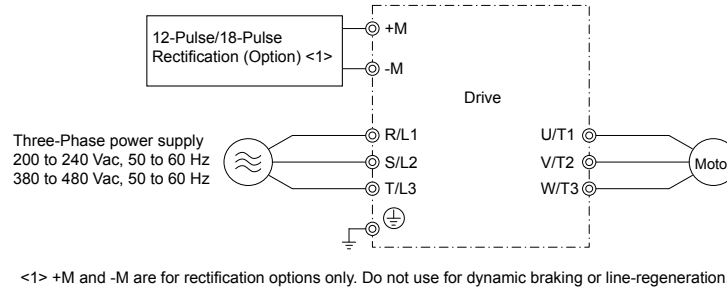 12-Pulse/18-Pulse
Rectification (Option) <1>
+M
-M
Drive
Three-Phase power supply
200 to 240 Vac, 50 to 60 Hz
380 to 480 Vac, 50 to 60 Hz
R/L1
S/L2
T/L3
U/T1
V/T2
W/T3
Moto
<1> +M and -M are for rectification options only. Do not use for dynamic braking or line-regeneration